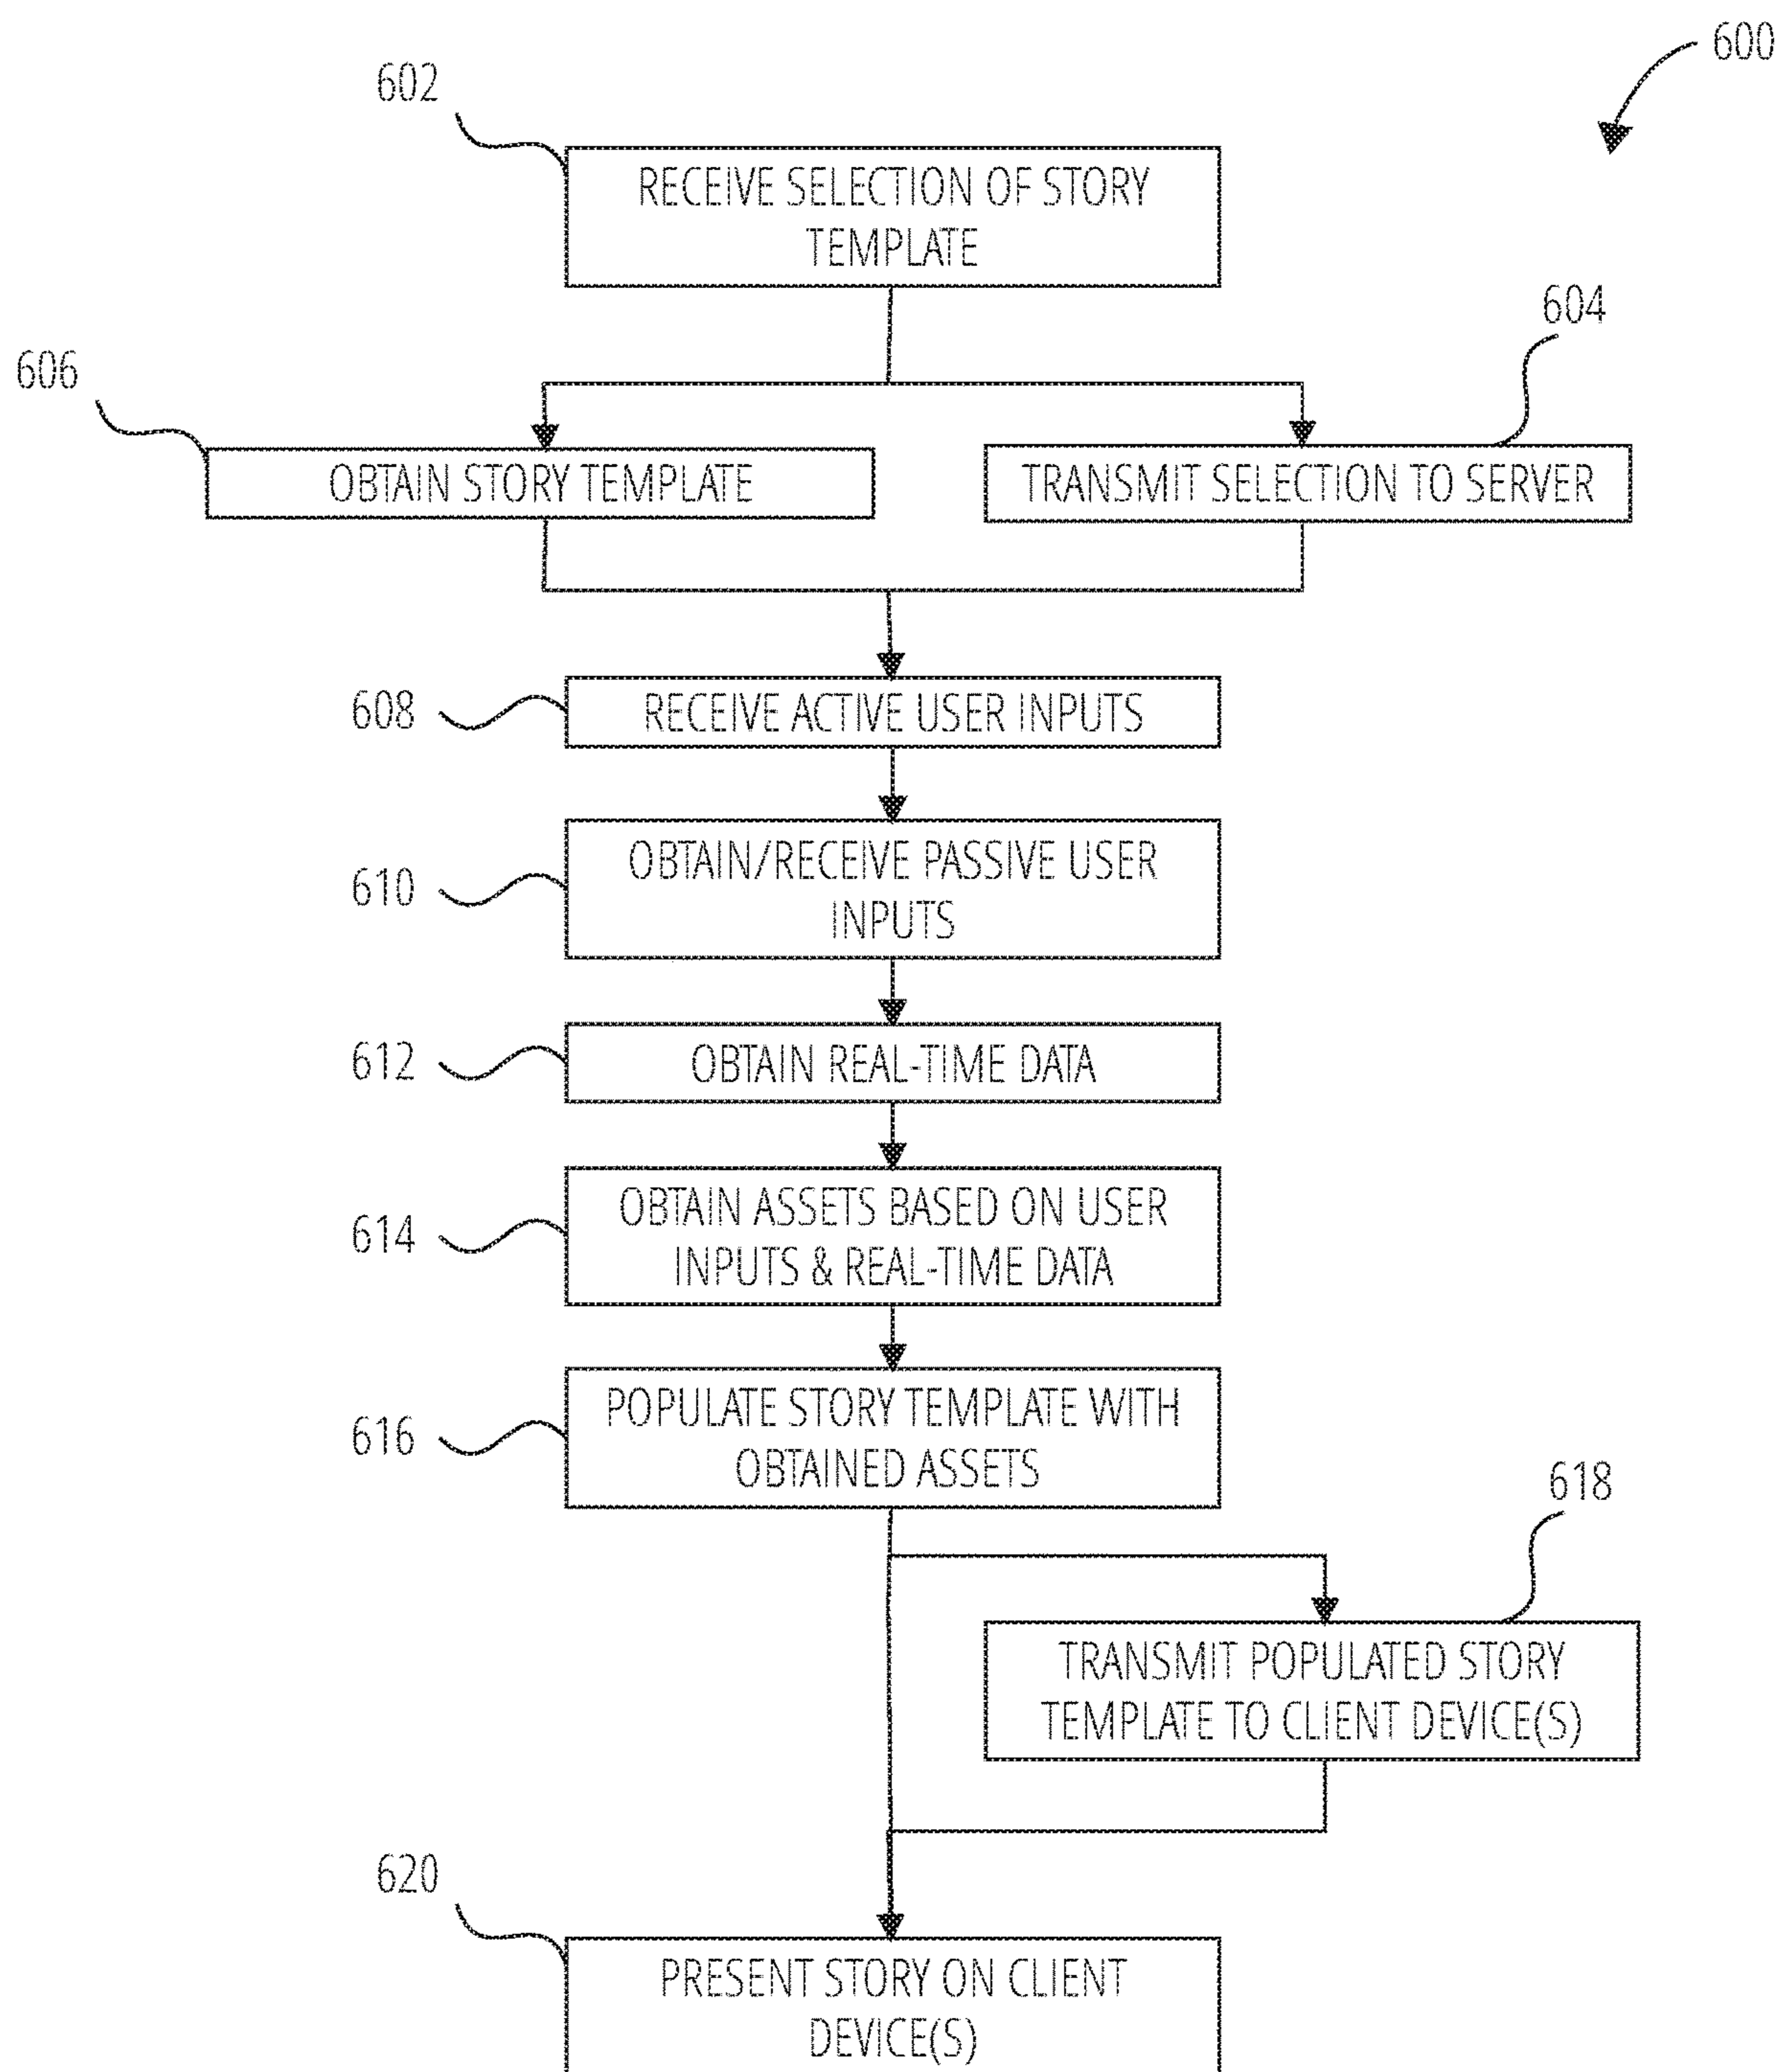 600
602
RECEIVE SELECTION OF STORY
TEMPLATE
604
606
OBTAIN STORY TEMPLATE
TRANSMIT SELECTION TO SERVER
608
RECEIVE ACTIVE USER INPUTS
610
OBTAIN/RECEIVE PASSIVE USER
INPUTS
612
OBTAIN REAL-TIME DATA
614
OBTAIN ASSETS BASED ON USER
INPUTS & REAL-TIME DATA
616
POPULATE STORY TEMPLATE WITH
OBTAINED ASSETS
618
TRANSMIT POPULATED STORY
TEMPLATE TO CLIENT DEVICE(S)
620
PRESENT STORY ON CLIENT
DEVICE(S)